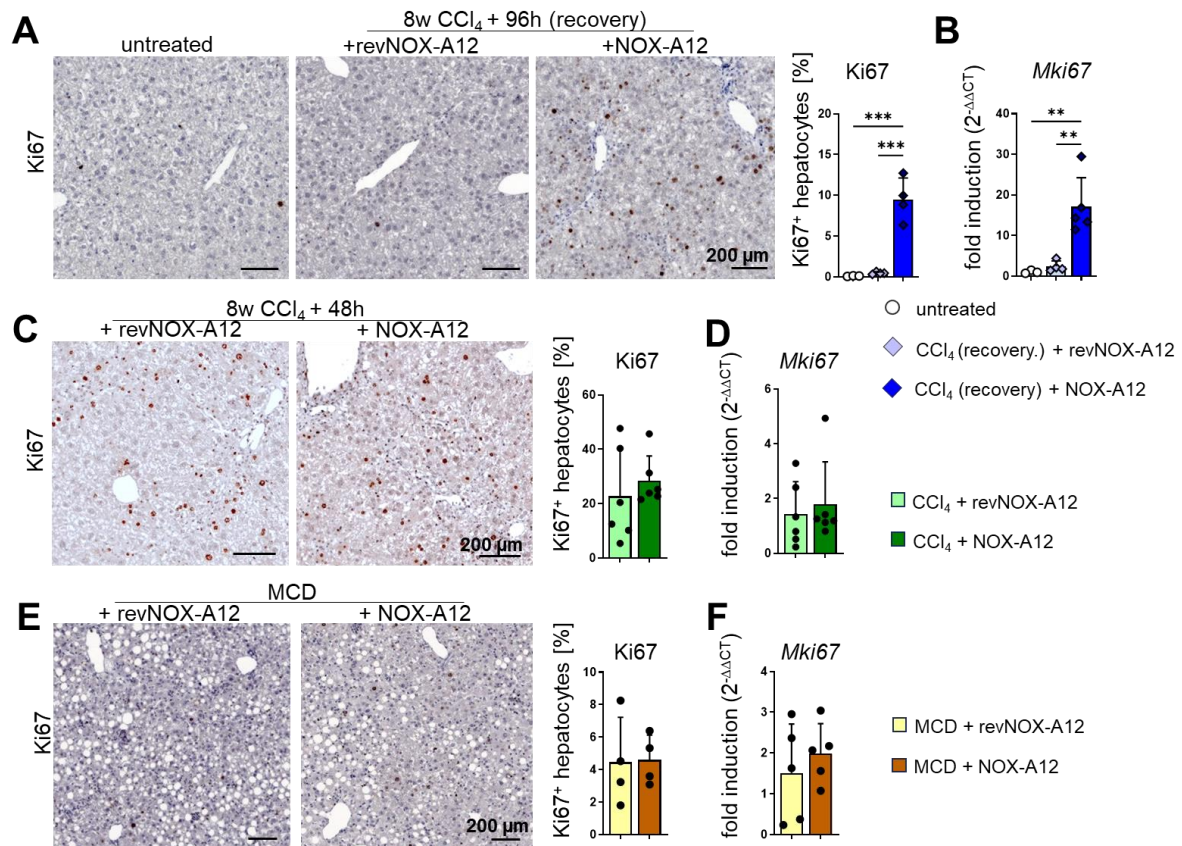 A
8w CCl₄ + 96h (recovery)
untreated
+revNOX-A12
+NOX-A12
Ki67
200 µm
Ki67
Ki67⁺ hepatocytes [%]
20
15
10
5
0
***
***
B
Mki67
fold induction (2^-ΔΔCT)
40
30
20
10
0
**
**
untreated
CCl₄ (recovery.) + revNOX-A12
CCl₄ (recovery) + NOX-A12
C
8w CCl₄ + 48h
+ revNOX-A12
+ NOX-A12
Ki67
200 µm
Ki67
Ki67⁺ hepatocytes [%]
60
40
20
0
D
Mki67
fold induction (2^-ΔΔCT)
6
4
2
0
CCl₄ + revNOX-A12
CCl₄ + NOX-A12
E
MCD
+ revNOX-A12
+ NOX-A12
Ki67
200 µm
Ki67
Ki67⁺ hepatocytes [%]
10
8
6
4
2
0
F
Mki67
fold induction (2^-ΔΔCT)
4
3
2
1
0
MCD + revNOX-A12
MCD + NOX-A12